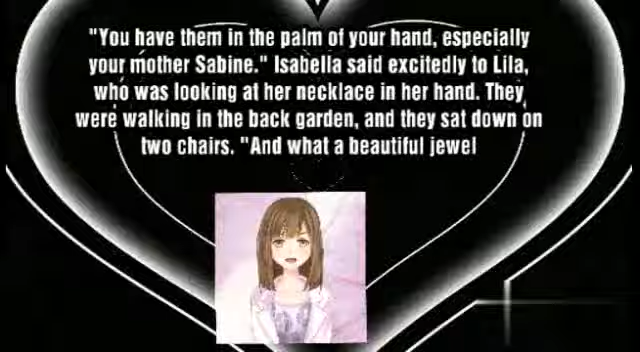 "You have them in the palm of your hand, especially
your mother Sabine." Isabella said excitedly to Lila,
who was looking at her necklace in her hand. They
were walking in the back garden, and they sat down on
two chairs. "And what a beautiful jewel